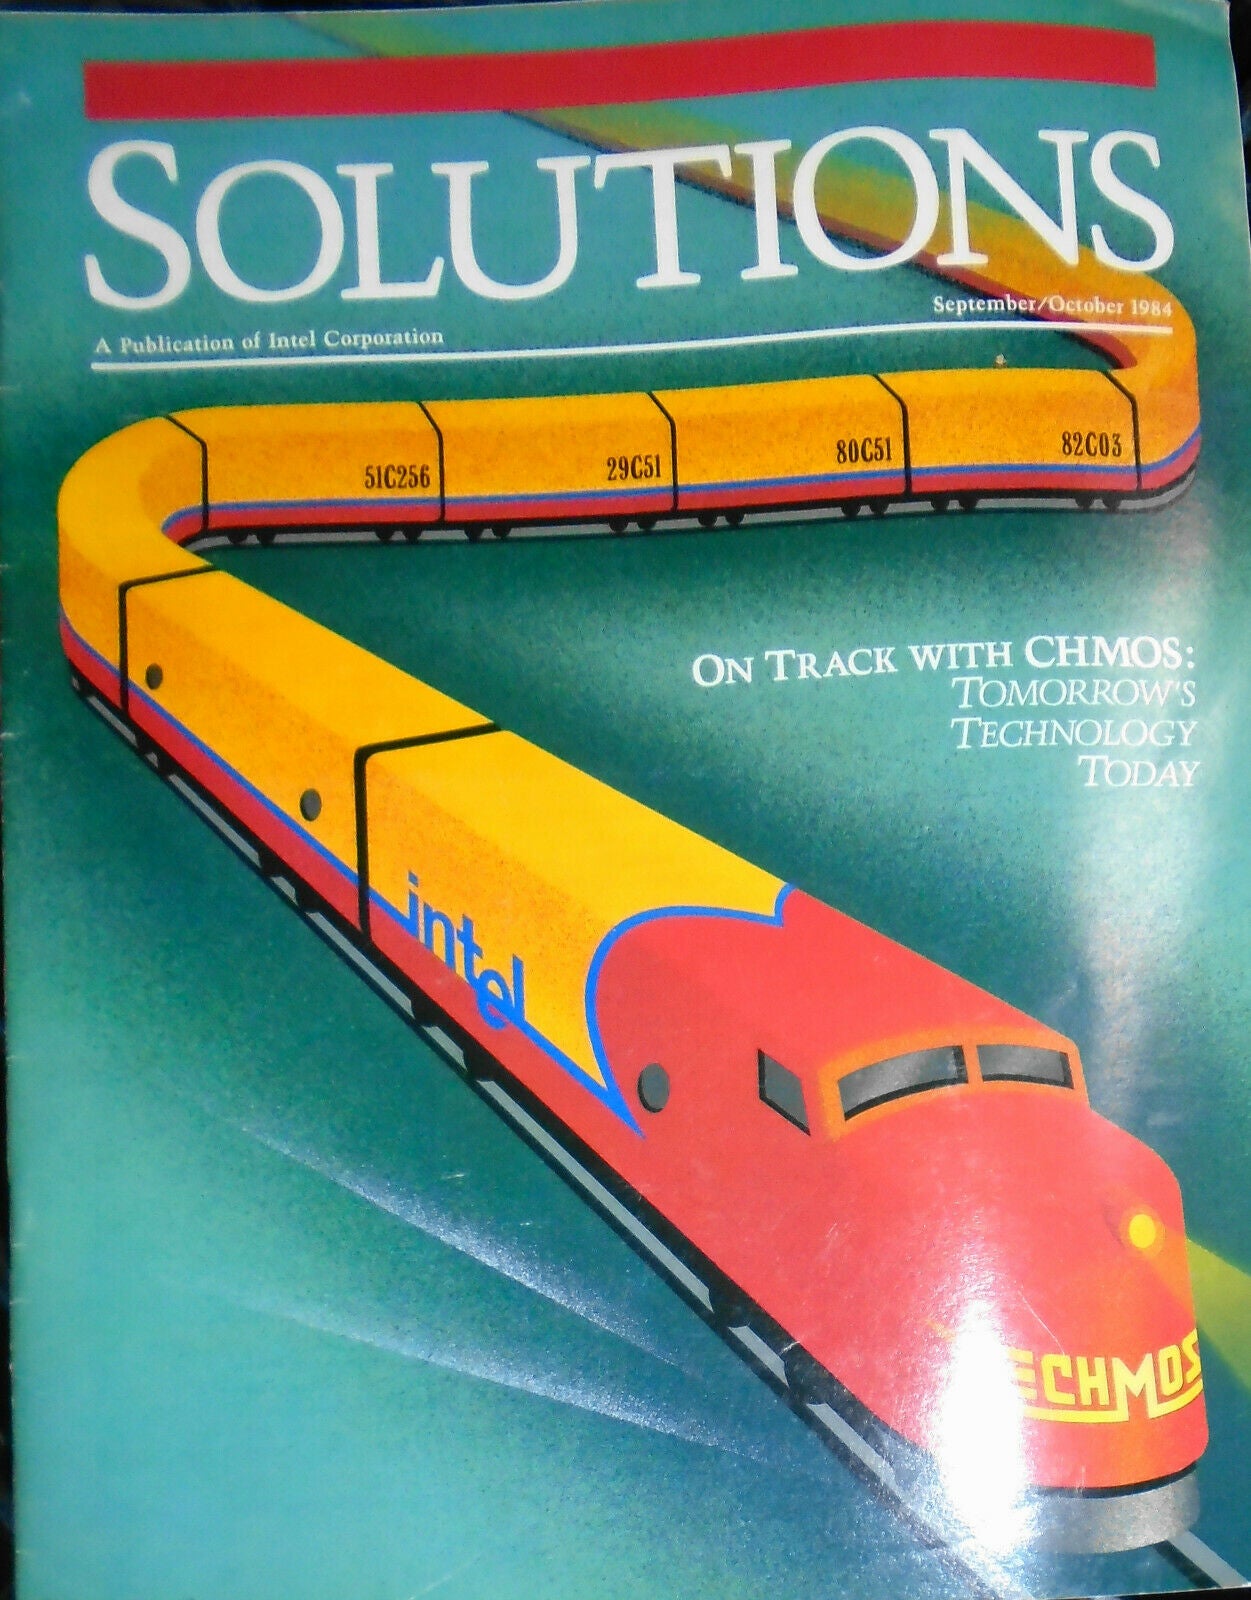 SOLUTIONS
September/October 1984
A Publication of Intel Corporation
51C256
29C51
80C51
82C03
ON TRACK WITH CHMOS:
TOMORROW'S
TECHNOLOGY
TODAY
intel